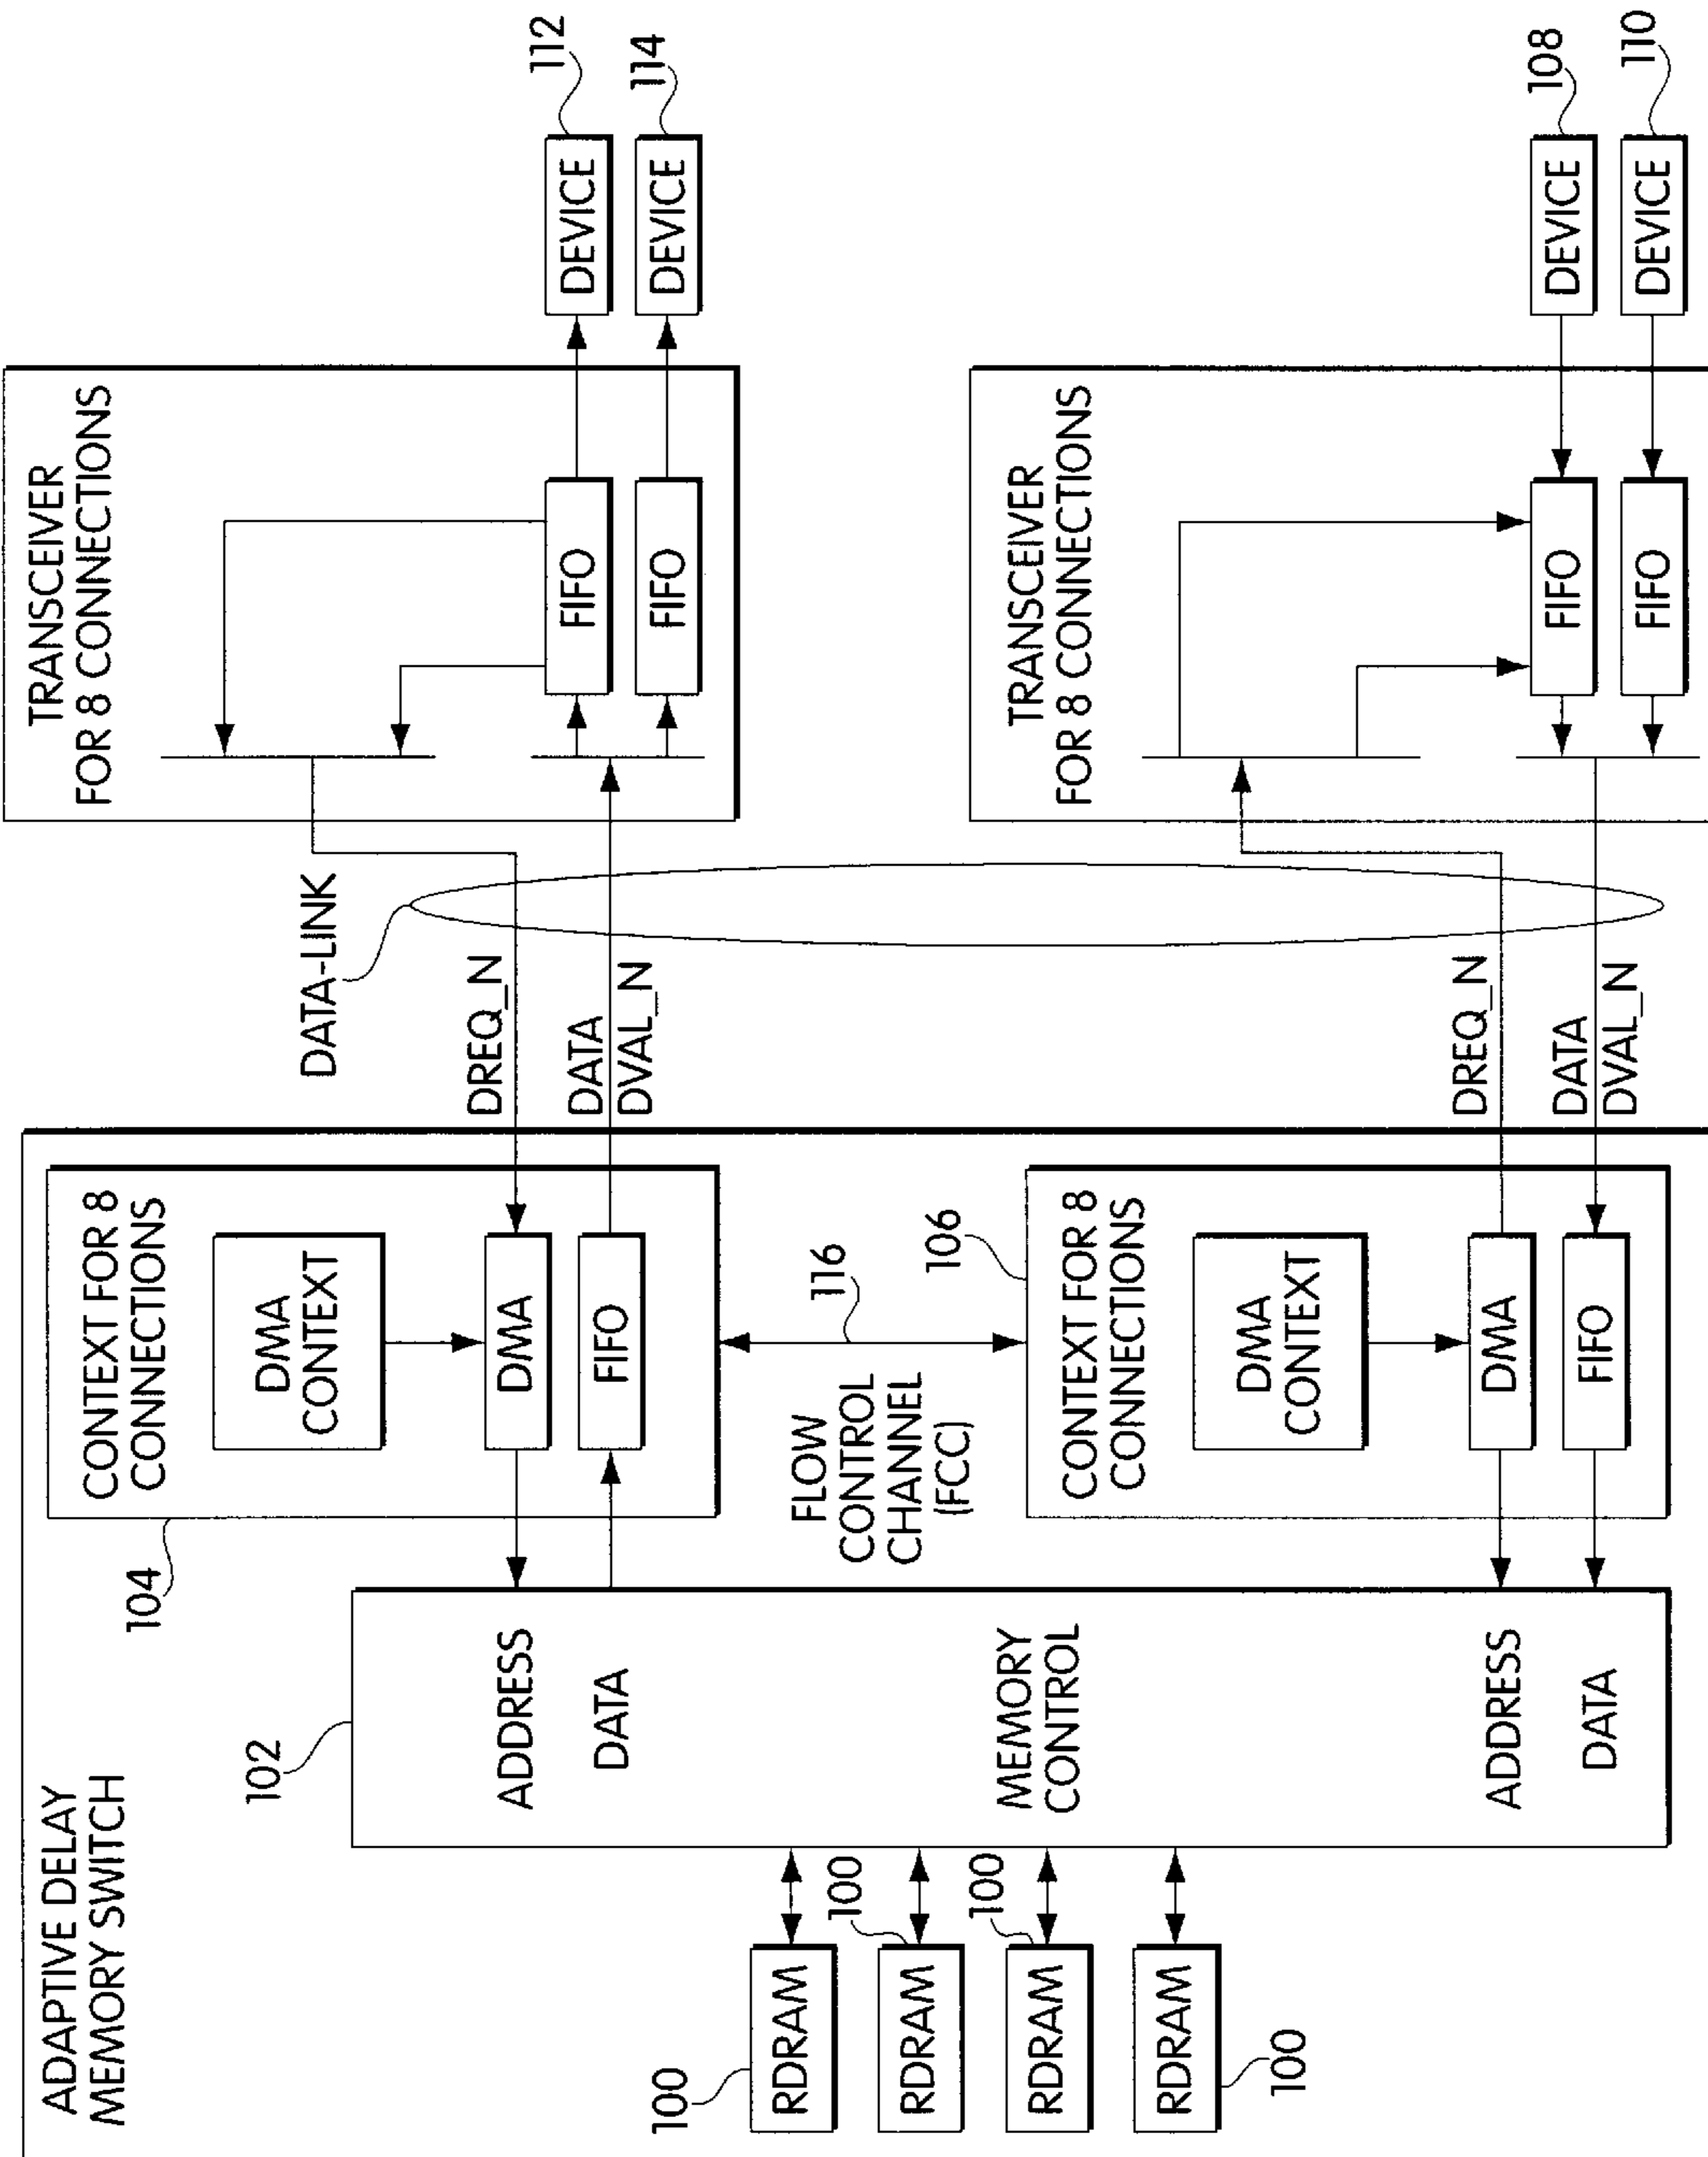 ADAPTIVE DELAY
MEMORY SWITCH
100
RDRAM
100
RDRAM
100
RDRAM
RDRAM
100
102
ADDRESS
DATA
MEMORY
CONTROL
ADDRESS
DATA
104
CONTEXT FOR 8
CONNECTIONS
DMA
CONTEXT
DMA
FIFO
FLOW
CONTROL
CHANNEL
(FCC)
116
106
CONTEXT FOR 8
CONNECTIONS
DMA
CONTEXT
DMA
FIFO
DATA-LINK
DREQ_N
DATA
DVAL_N
DREQ_N
DATA
DVAL_N
TRANSCEIVER
FOR 8 CONNECTIONS
FIFO
FIFO
DEVICE
112
DEVICE
114
TRANSCEIVER
FOR 8 CONNECTIONS
FIFO
FIFO
DEVICE
108
DEVICE
110